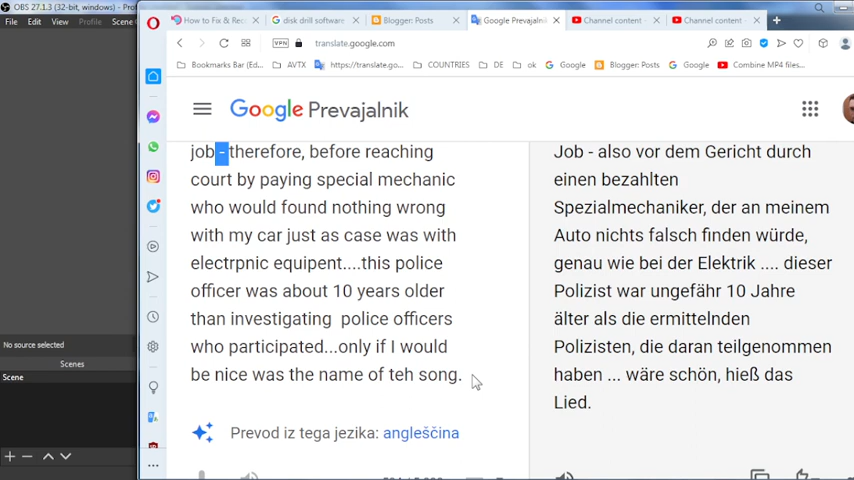 OBS 27.1.3 (32-bit, windows) - Prof
File Edit View Profile Scene
How to Fix & Rec
disk drill software
Blogger: Posts
Google Prevajalnik
Channel content -
Channel content -
VPN
translate.google.com
Bookmarks Bar (Ed...
AVTX
https://translate.go...
COUNTRIES
DE
ok
Google
Blogger: Posts
Google
Combine MP4 files...
Google Prevajalnik
job - therefore, before reaching
court by paying special mechanic
who would found nothing wrong
with my car just as case was with
electrpnic equipent....this police
officer was about 10 years older
than investigating police officers
who participated...only if I would
be nice was the name of teh song.
Prevod iz tega jezika: angleščina
Job - also vor dem Gericht durch
einen bezahlten
Spezialmechaniker, der an meinem
Auto nichts falsch finden würde,
genau wie bei der Elektrik .... dieser
Polizist war ungefähr 10 Jahre
älter als die ermittelnden
Polizisten, die daran teilgenommen
haben ... wäre schön, hieß das
Lied.
No source selected
Scenes
Scene